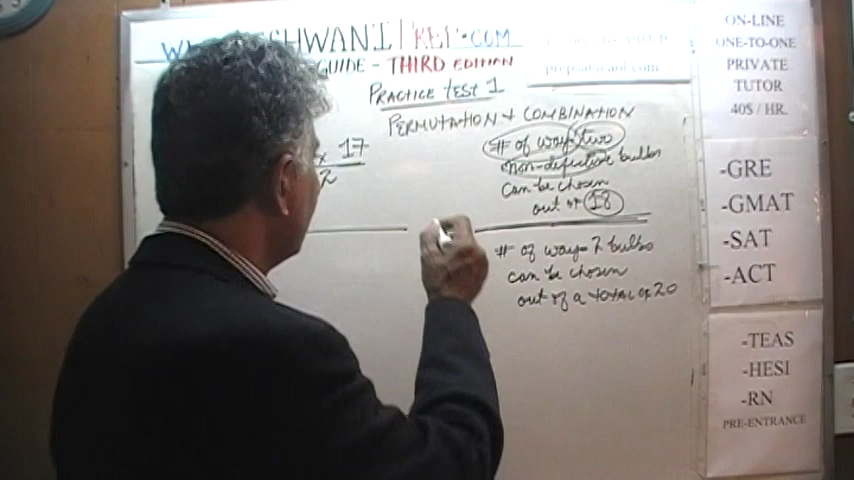 SHWANI PREP.COM
GUIDE - THIRD EDITION
PRACTICE TEST 1
PERMUTATION & COMBINATION
x 17
2
# of ways two
non-defective bulbs
can be chosen
out of 18
# of ways 2 bulbs
can be chosen
out of a TOTAL of 20
ON-LINE
ONE-TO-ONE
PRIVATE
TUTOR
40$ / HR.
-GRE
-GMAT
-SAT
-ACT
-TEAS
-HESI
-RN
PRE-ENTRANCE